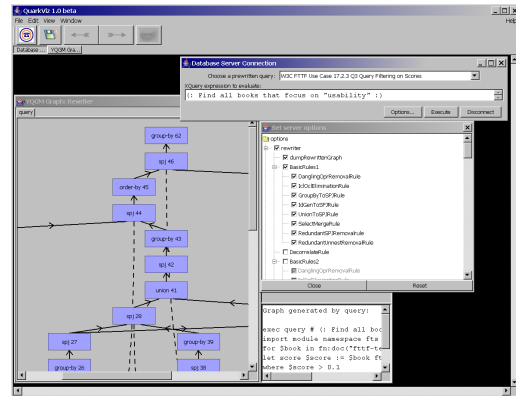 QuarkViz 1.0 beta
File Edit View Window
Help
Database ... YQGM Gra...
Database Server Connection
Choose a prewritten query: W3C FTTF Use Case 17.2.3 Q3 Query Filtering on Scores
XQuery expression to evaluate:
(: Find all books that focus on "usability" :)
Options... Execute Disconnect
YQGM Graph: Resetter
query
group-by 62
spj 46
order-by 45
spj 44
group-by 43
spj 42
union 41
spj 28
spj 27
group-by 39
group-by 26
spj 38
Set server options
options
rewriter
dumpRewrittenGraph
BasicRules1
DanglingOprRemovalRule
IdOidEliminationRule
GroupByToSPJRule
IdGenToSPJRule
UnionToSPJRule
SelectMergeRule
RedundantSPJRemovalrule
RedundantUnnestRemovalRule
DecorrelateRule
BasicRules2
DanglingOprRemovalRule
Close Reset
Graph generated by query:
exec query # (: Find all boo
import module namespace fts
for $book in fn:doc("fttf-te
let score $score := $book ft
where $score > 0.1